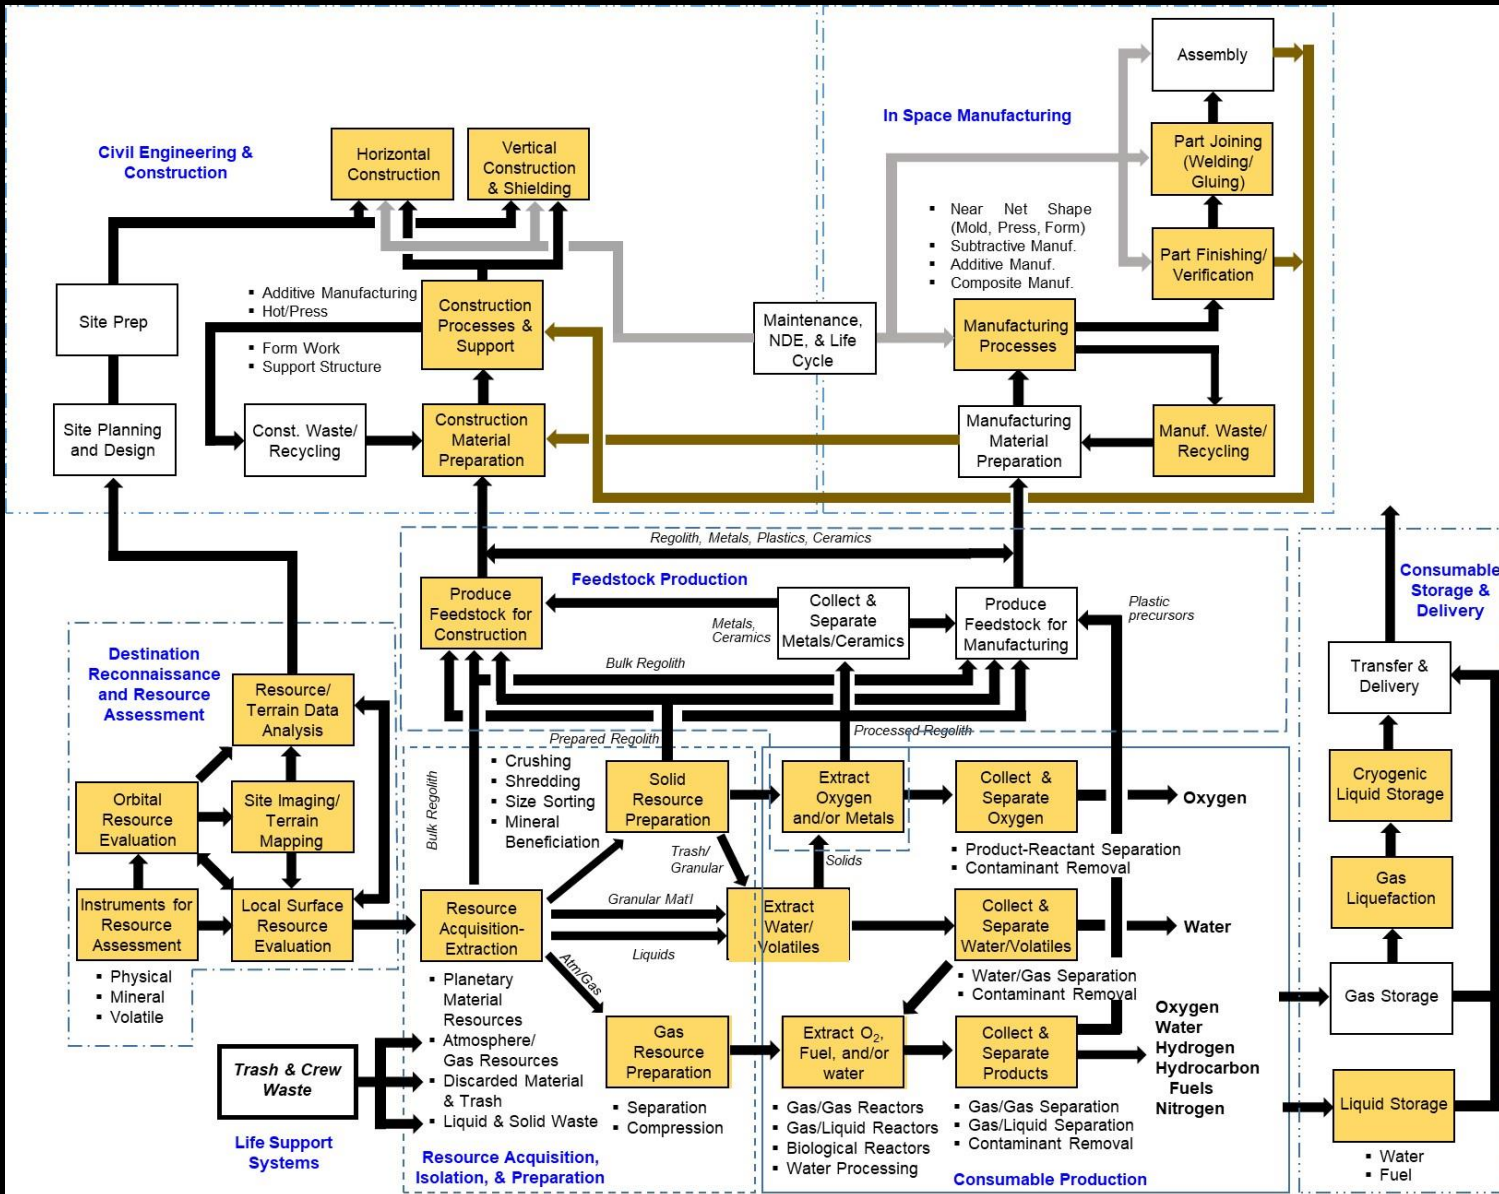 Assembly
In Space Manufacturing
Civil Engineering &
Construction
Horizontal
Construction
Vertical
Construction
& Shielding
Part Joining
(Welding/
Gluing)
▪ Near Net Shape
(Mold, Press, Form)
▪ Subtractive Manuf.
▪ Additive Manuf.
▪ Composite Manuf.
Part Finishing/
Verification
Site Prep
▪ Additive Manufacturing
▪ Hot/Press
▪ Form Work
▪ Support Structure
Construction
Processes &
Support
Maintenance,
NDE, & Life
Cycle
Manufacturing
Processes
Site Planning
and Design
Const. Waste/
Recycling
Construction
Material
Preparation
Manufacturing
Material
Preparation
Manuf. Waste/
Recycling
Regolith, Metals, Plastics, Ceramics
Feedstock Production
Produce
Feedstock for
Construction
Metals,
Ceramics
Collect &
Separate
Metals/Ceramics
Produce
Feedstock for
Manufacturing
Plastic
precursors
Consumable
Storage &
Delivery
Bulk Regolith
Transfer &
Delivery
Destination
Reconnaissance
and Resource
Assessment
Resource/
Terrain Data
Analysis
Prepared Regolith
Processed Regolith
Orbital
Resource
Evaluation
Site Imaging/
Terrain
Mapping
Bulk Regolith
▪ Crushing
▪ Shredding
▪ Size Sorting
▪ Mineral
Beneficiation
Solid
Resource
Preparation
Extract
Oxygen
and/or Metals
Collect &
Separate
Oxygen
Oxygen
Cryogenic
Liquid Storage
▪ Product-Reactant Separation
▪ Contaminant Removal
Trash/
Granular
Solids
Instruments for
Resource
Assessment
Local Surface
Resource
Evaluation
Resource
Acquisition-
Extraction
Granular Mat'l
Liquids
Atm/Gas
Extract
Water/
Volatiles
Collect &
Separate
Water/Volatiles
Water
Gas
Liquefaction
▪ Physical
▪ Mineral
▪ Volatile
▪ Planetary
Material
Resources
▪ Atmosphere/
Gas Resources
▪ Discarded Material
& Trash
▪ Liquid & Solid Waste
▪ Water/Gas Separation
▪ Contaminant Removal
Gas Storage
Trash & Crew
Waste
Life Support
Systems
Gas
Resource
Preparation
▪ Separation
▪ Compression
Extract O₂,
Fuel, and/or
water
▪ Gas/Gas Reactors
▪ Gas/Liquid Reactors
▪ Biological Reactors
▪ Water Processing
Collect &
Separate
Products
▪ Gas/Gas Separation
▪ Gas/Liquid Separation
▪ Contaminant Removal
Oxygen
Water
Hydrogen
Hydrocarbon
Fuels
Nitrogen
Liquid Storage
▪ Water
▪ Fuel
Resource Acquisition,
Isolation, & Preparation
Consumable Production